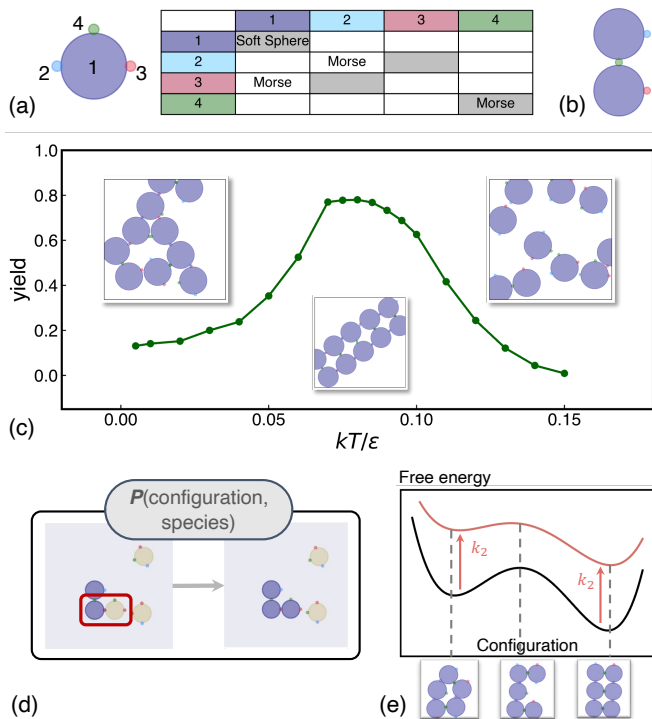 4
1
2
3
(a)
1 2 3 4
1 Soft Sphere
2 Morse
3 Morse
4 Morse
(b)
1.0
0.8
0.6
0.4
0.2
0.0
yield
0.00 0.05 0.10 0.15
kT/ε
(c)
P(configuration,
species)
(d)
Free energy
k₂
k₂
Configuration
(e)